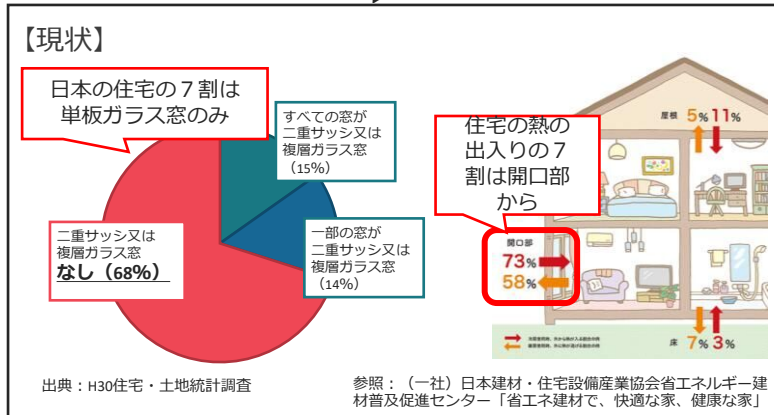 【現状】
日本の住宅の７割は
単板ガラス窓のみ
すべての窓が
二重サッシ又は
複層ガラス窓
（15%）
二重サッシ又は
複層ガラス窓
なし（68%）
一部の窓が
二重サッシ又は
複層ガラス窓
（14%）
出典：H30住宅・土地統計調査
住宅の熱の
出入りの７
割は開口部
から
屋根 5% 11%
開口部
73%
58%
床 7% 3%
参照：（一社）日本建材・住宅設備産業協会省エネルギー建
材普及促進センター「省エネ建材で、快適な家、健康な家」